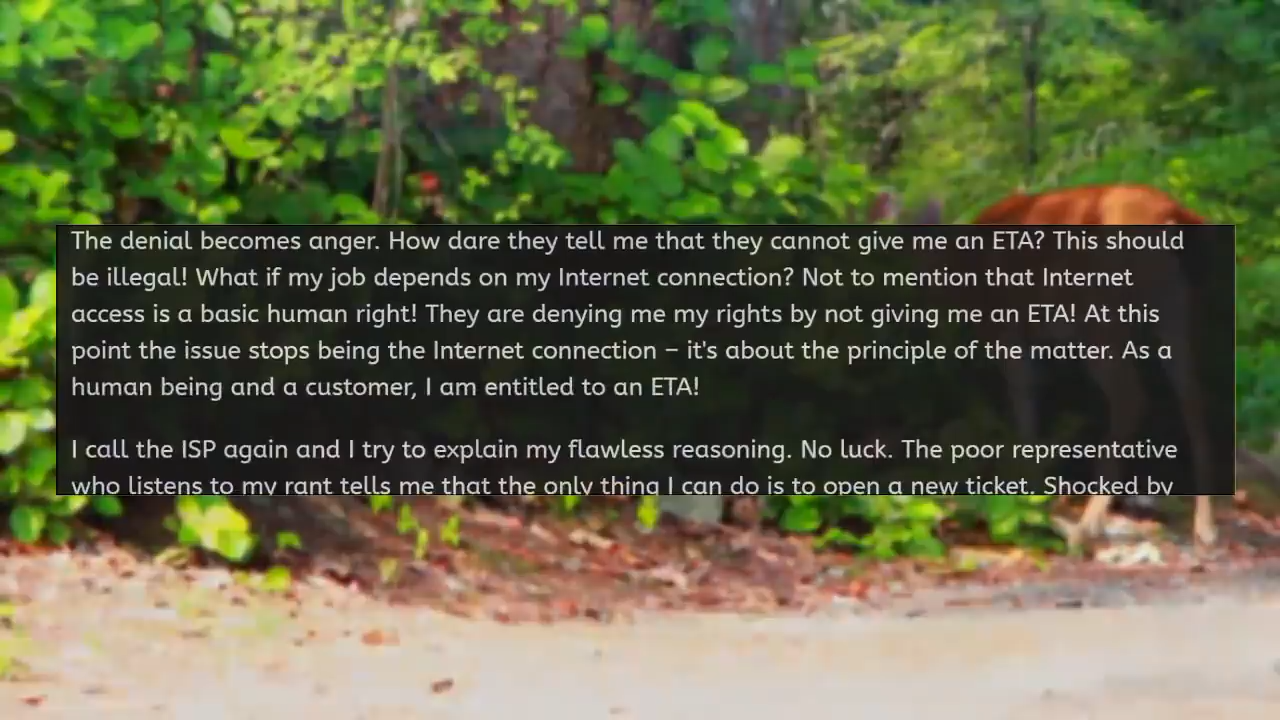 The denial becomes anger. How dare they tell me that they cannot give me an ETA? This should
be illegal! What if my job depends on my Internet connection? Not to mention that Internet
access is a basic human right! They are denying me my rights by not giving me an ETA! At this
point the issue stops being the Internet connection – it's about the principle of the matter. As a
human being and a customer, I am entitled to an ETA!
I call the ISP again and I try to explain my flawless reasoning. No luck. The poor representative
who listens to my rant tells me that the only thing I can do is to open a new ticket. Shocked by